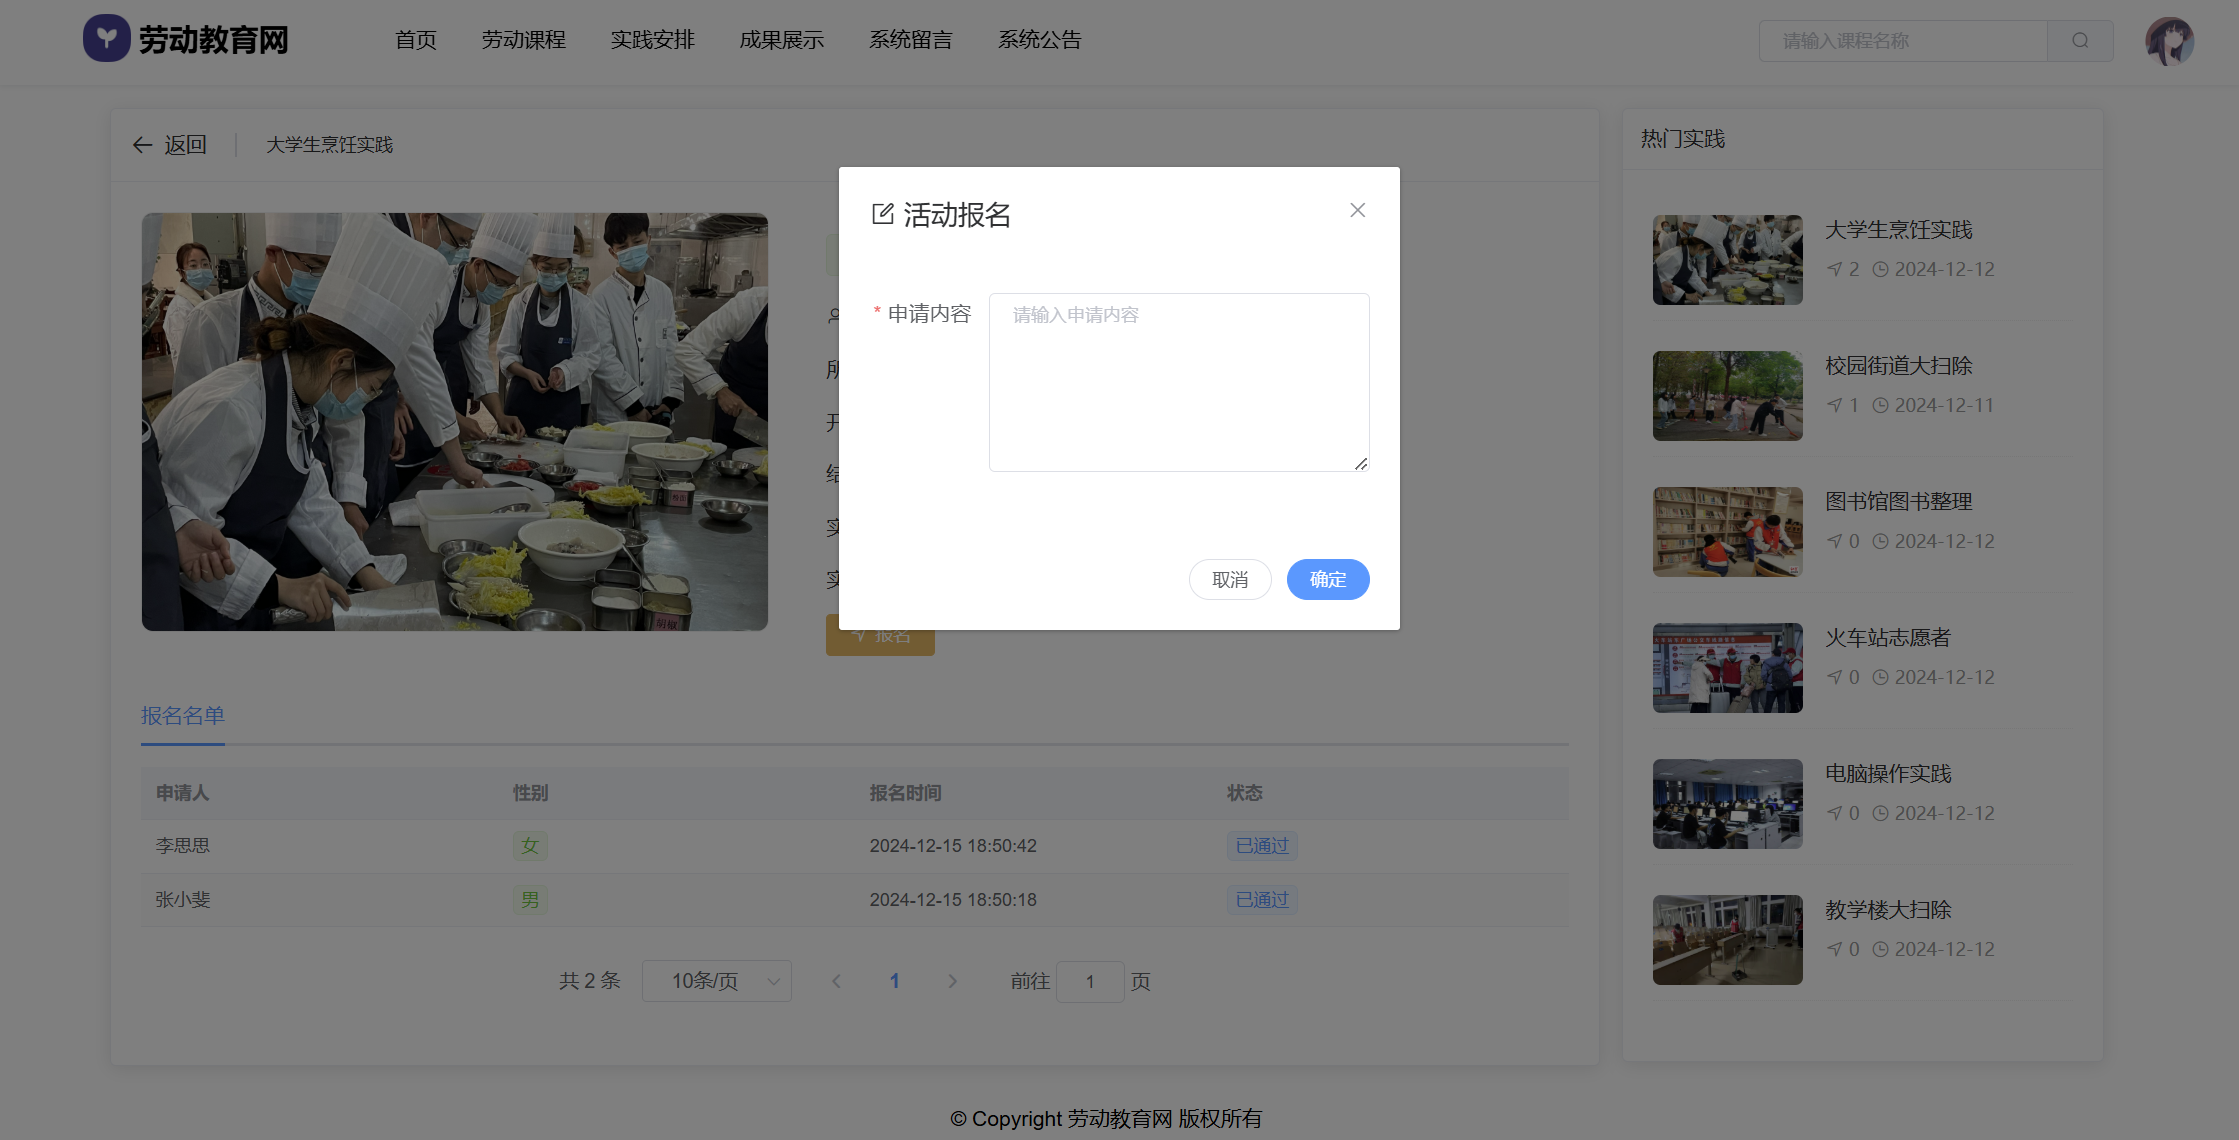 劳动教育网
首页 劳动课程 实践安排 成果展示 系统留言 系统公告
请输入课程名称
返回 大学生烹饪实践
活动报名
* 申请内容
请输入申请内容
取消 确定
报名
报名名单
申请人 性别 报名时间 状态
李思思 女 2024-12-15 18:50:42 已通过
张小斐 男 2024-12-15 18:50:18 已通过
共 2 条 10条/页 1 前往 1 页
热门实践
大学生烹饪实践
2 2024-12-12
校园街道大扫除
1 2024-12-11
图书馆图书整理
0 2024-12-12
火车站志愿者
0 2024-12-12
电脑操作实践
0 2024-12-12
教学楼大扫除
0 2024-12-12
© Copyright 劳动教育网 版权所有